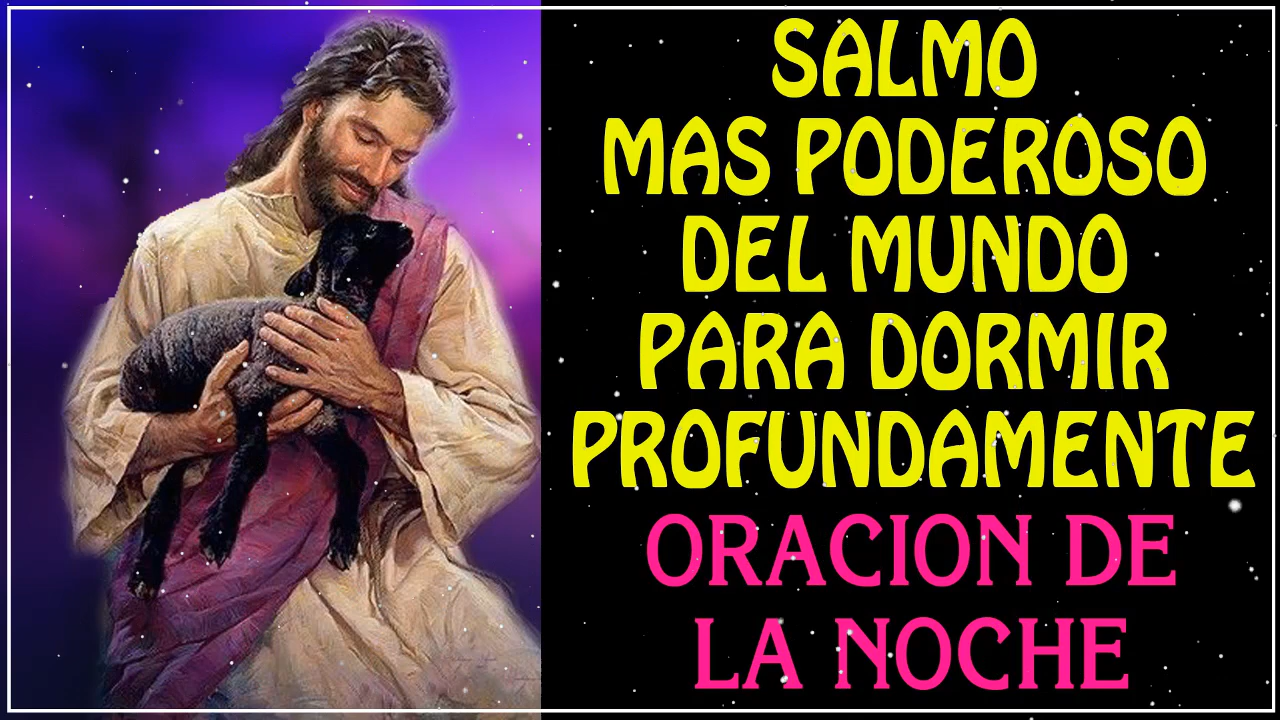 SALMO
MAS PODEROSO
DEL MUNDO
PARA DORMIR
PROFUNDAMENTE
ORACION DE
LA NOCHE